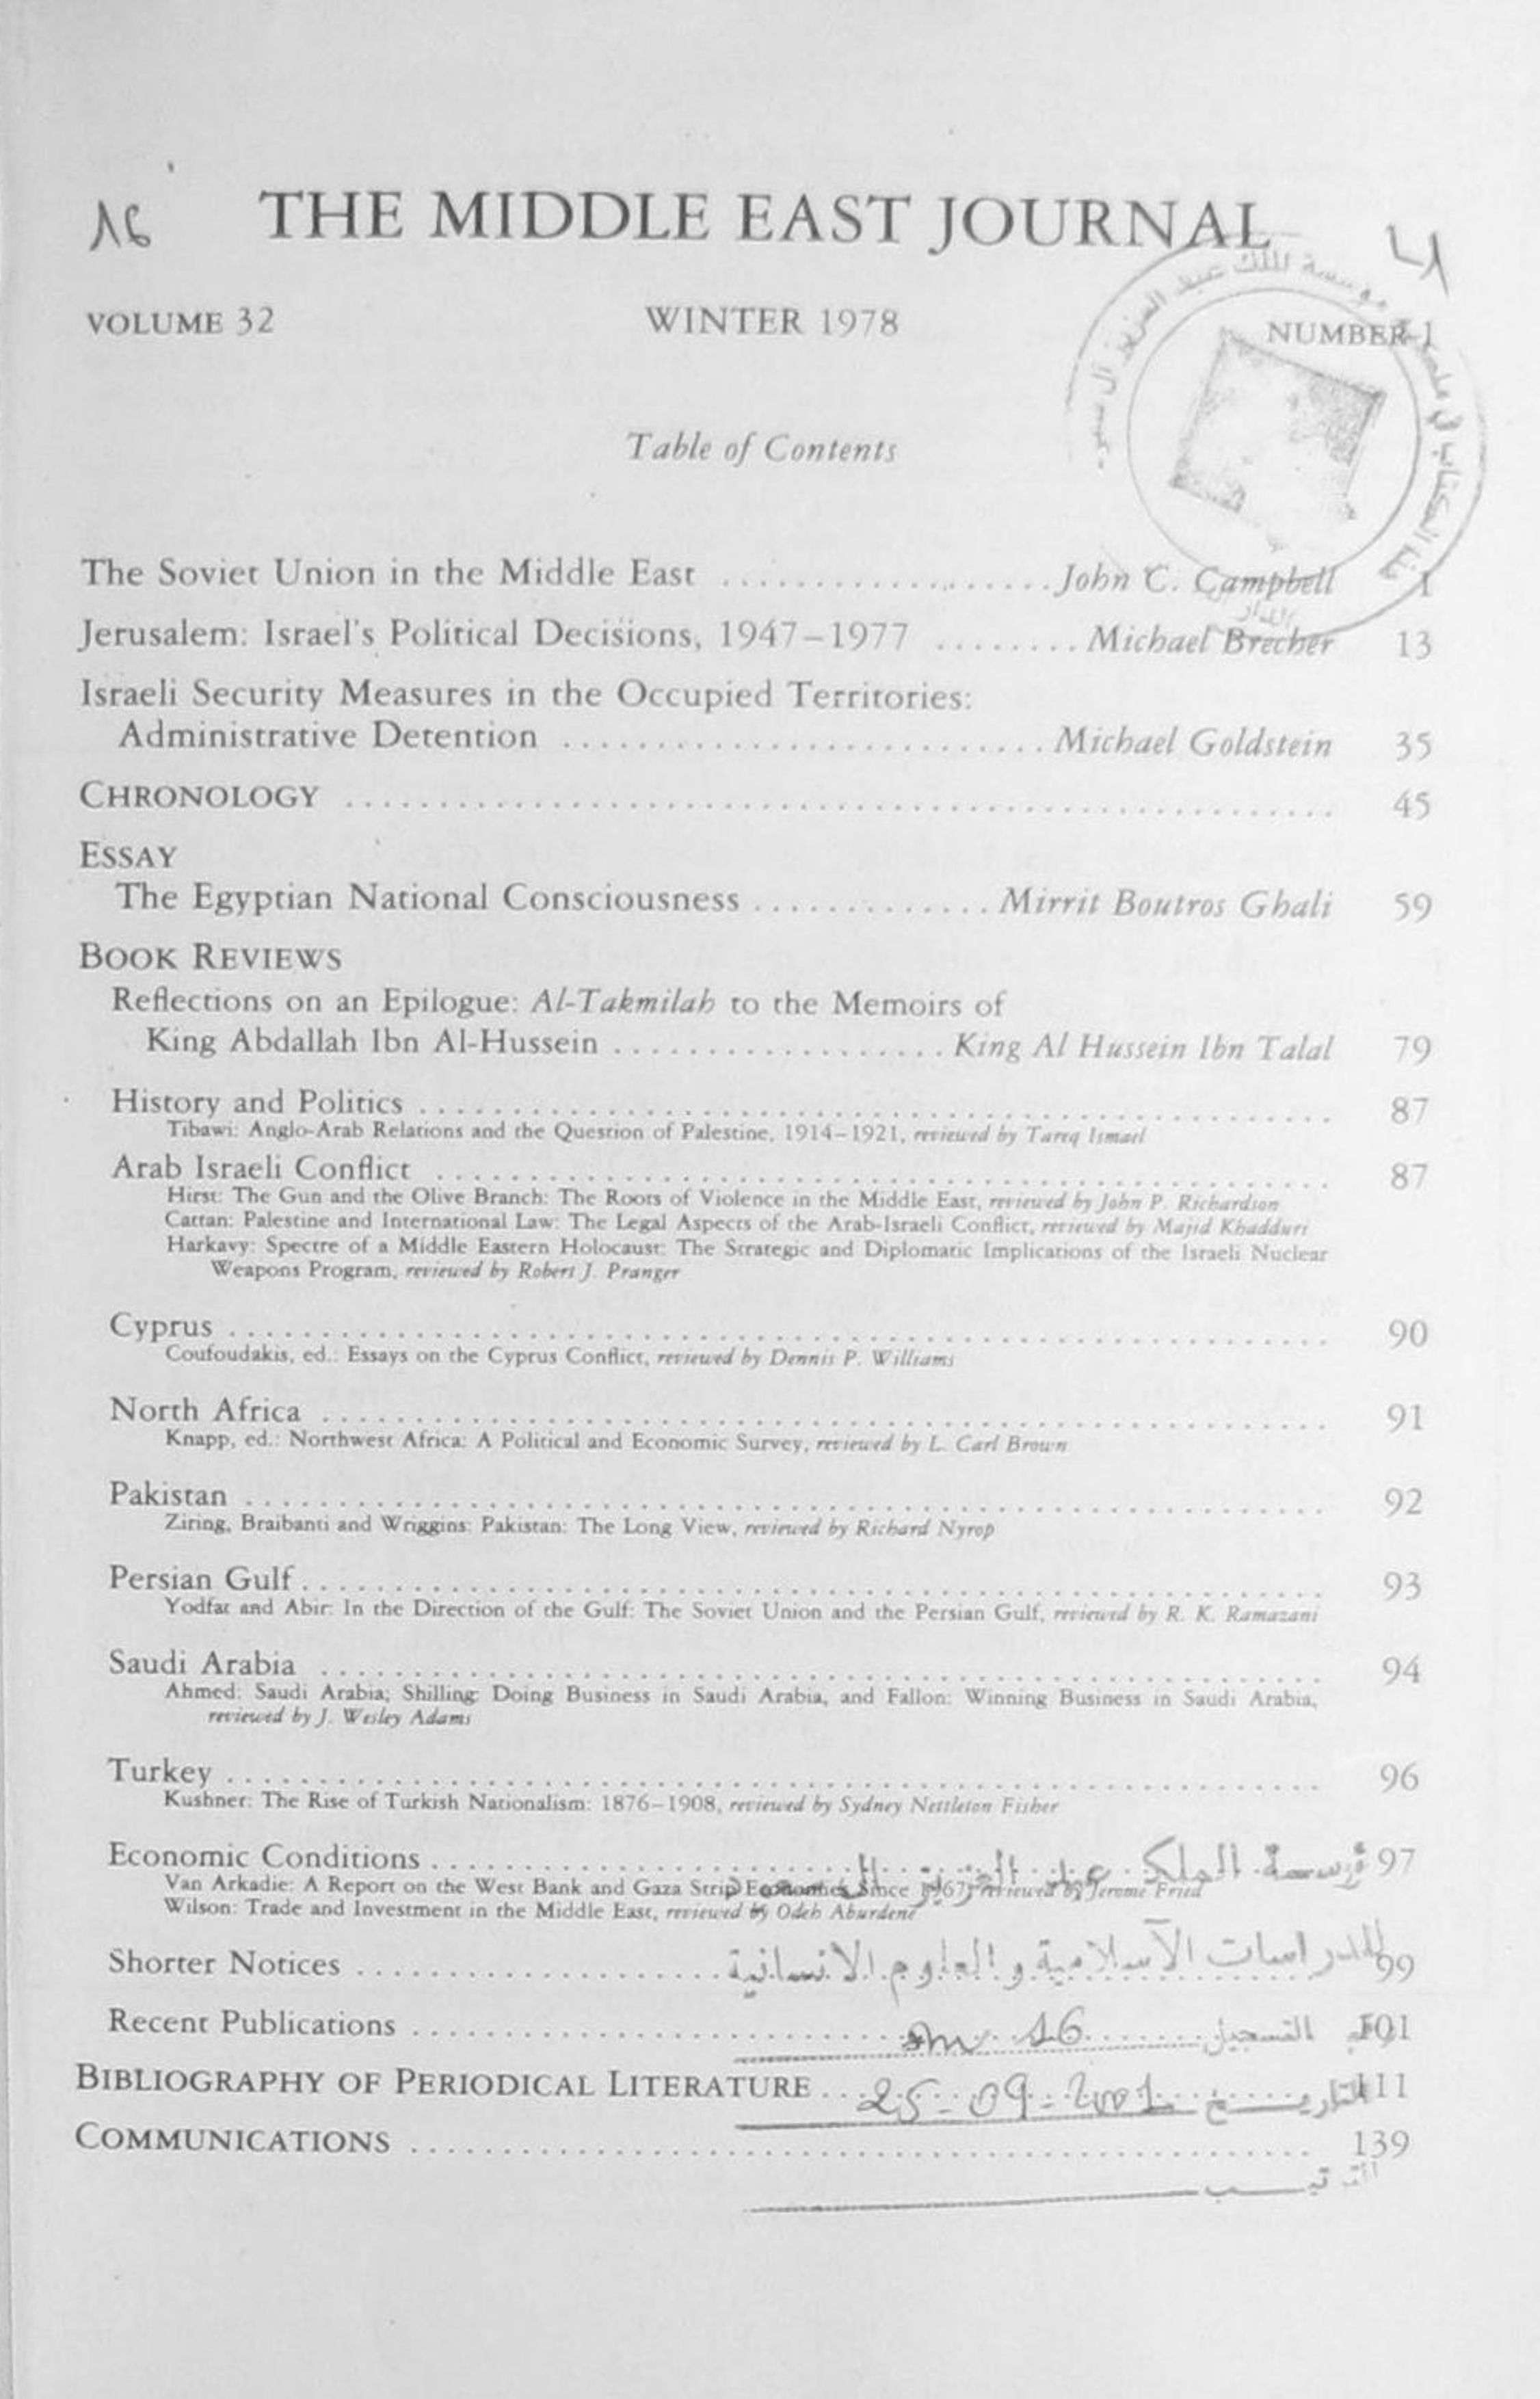 THE MIDDLE EAST JOURNAL
VOLUME 32 WINTER 1978 NUMBER 1
Table of Contents
The Soviet Union in the Middle East .................... John C. Campbell 1
Jerusalem: Israel's Political Decisions, 1947–1977 ........ Michael Brecher 13
Israeli Security Measures in the Occupied Territories:
Administrative Detention .......................... Michael Goldstein 35
CHRONOLOGY .......................... 45
ESSAY
The Egyptian National Consciousness ............. Mirrit Boutros Ghali 59
BOOK REVIEWS
Reflections on an Epilogue: Al-Takmilah to the Memoirs of
King Abdallah Ibn Al-Hussein .................. King Al Hussein Ibn Talal 79
History and Politics .......................... 87
Tibawi: Anglo-Arab Relations and the Question of Palestine, 1914–1921, reviewed by Tareq Ismael
Arab Israeli Conflict .......................... 87
Hirst: The Gun and the Olive Branch: The Roots of Violence in the Middle East, reviewed by John P. Richardson
Cattan: Palestine and International Law: The Legal Aspects of the Arab-Israeli Conflict, reviewed by Majid Khadduri
Harkavy: Spectre of a Middle Eastern Holocaust: The Strategic and Diplomatic Implications of the Israeli Nuclear
Weapons Program, reviewed by Robert J. Pranger
Cyprus .......................... 90
Coufoudakis, ed.: Essays on the Cyprus Conflict, reviewed by Dennis P. Williams
North Africa .......................... 91
Knapp, ed.: Northwest Africa: A Political and Economic Survey, reviewed by L. Carl Brown
Pakistan .......................... 92
Ziring, Braibanti and Wriggins: Pakistan: The Long View, reviewed by Richard Nyrop
Persian Gulf .......................... 93
Yodfat and Abir: In the Direction of the Gulf: The Soviet Union and the Persian Gulf, reviewed by R. K. Ramazani
Saudi Arabia .......................... 94
Ahmed: Saudi Arabia; Shilling: Doing Business in Saudi Arabia, and Fallon: Winning Business in Saudi Arabia,
reviewed by J. Wesley Adams
Turkey .......................... 96
Kushner: The Rise of Turkish Nationalism: 1876–1908, reviewed by Sydney Nettleton Fisher
Economic Conditions .......................... 97
مؤسسة الملك عبد العزيز
Van Arkadie: A Report on the West Bank and Gaza Strip Economies Since 1967; reviewed by Jerome Fried
Wilson: Trade and Investment in the Middle East, reviewed by Odeh Aburdene
Shorter Notices .......................... 99
للدراسات الاسلامية و العلوم الانسانية
Recent Publications .......................... 101
16 التسجيل
BIBLIOGRAPHY OF PERIODICAL LITERATURE .... 111
25-09-2001 التاريخ
COMMUNICATIONS .......................... 139